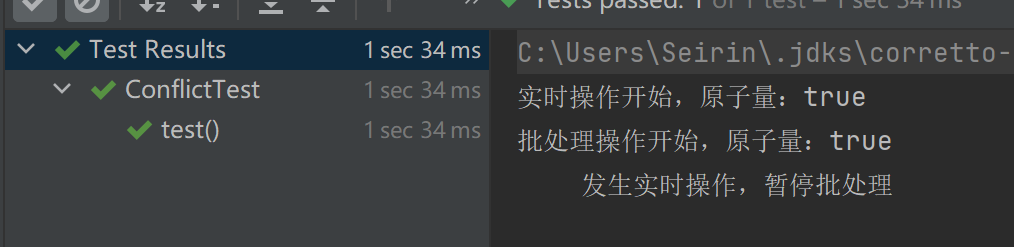 Tests passed: 1 of 1 test – 1 sec 34 ms
Test Results 1 sec 34 ms
ConflictTest 1 sec 34 ms
test() 1 sec 34 ms
C:\Users\Seirin\.jdks\corretto-
实时操作开始，原子量：true
批处理操作开始，原子量：true
发生实时操作，暂停批处理